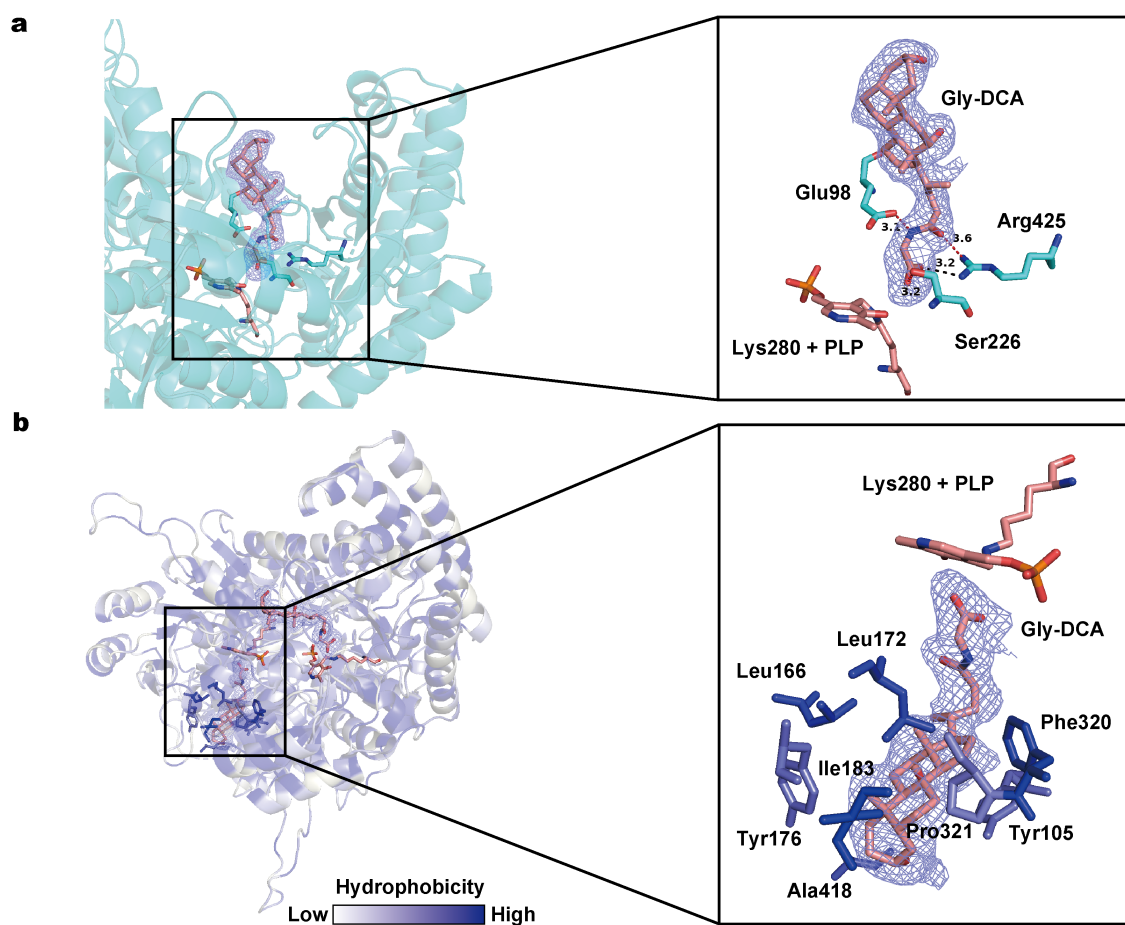 a
Gly-DCA
Glu98
Arg425
3.1
3.6
3.2
3.2
Ser226
Lys280 + PLP
b
Lys280 + PLP
Gly-DCA
Leu172
Leu166
Phe320
Ile183
Tyr176
Pro321
Tyr105
Ala418
Hydrophobicity
Low High